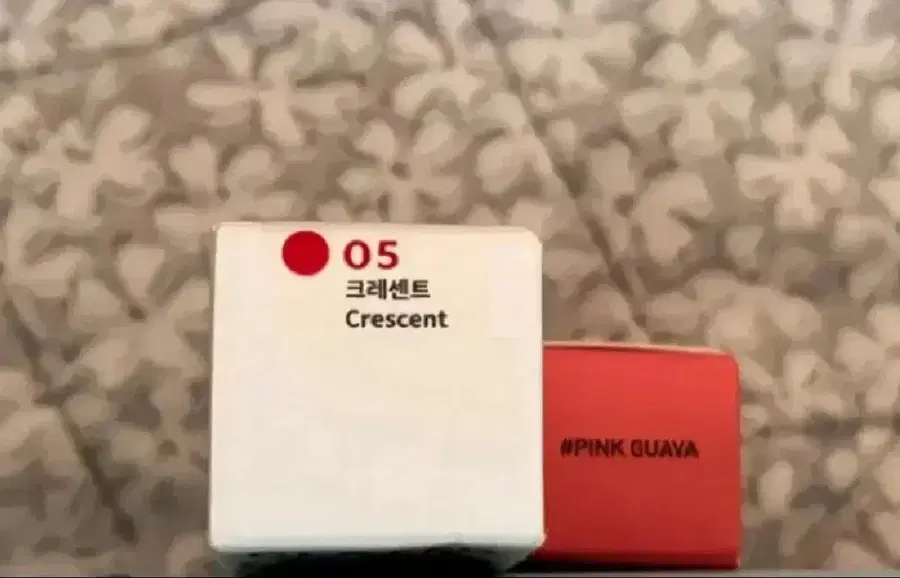 05
크레센트
Crescent
#PINK GUAVA